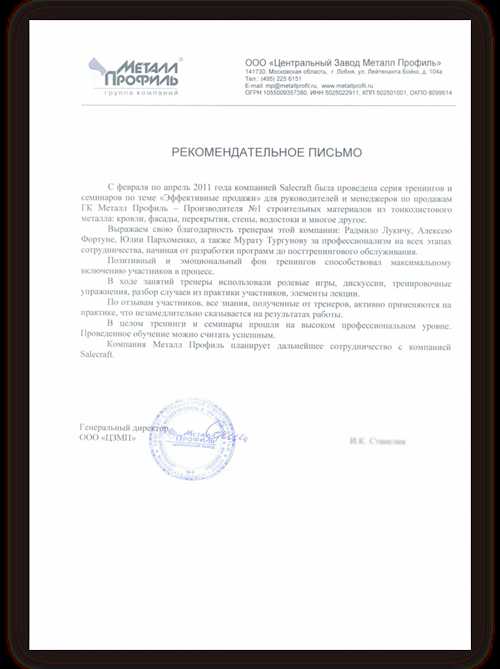 МЕТАЛЛ
ПРОФИЛЬ
группа компаний
ООО «Центральный Завод Металл Профиль»
141730, Московская область, г. Лобня, ул. Лейтенанта Бойко, д. 104а
Тел.: (495) 225 6151
E-mail: mp@metallprofil.ru, www.metallprofil.ru
ОГРН 1055009357380, ИНН 5025022911, КПП 502501001, ОКПО 8099614
РЕКОМЕНДАТЕЛЬНОЕ ПИСЬМО
С февраля по апрель 2011 года компанией Salecraft была проведена серия тренингов и
семинаров по теме «Эффективные продажи» для руководителей и менеджеров по продажам
ГК Металл Профиль – Производителя №1 строительных материалов из тонколистового
металла: кровли, фасады, перекрытия, стены, водостоки и многое другое.
Выражаем свою благодарность тренерам этой компании: Радмило Лукичу, Алексею
Фортуне, Юлии Пархоменко, а также Мурату Тургунову за профессионализм на всех этапах
сотрудничества, начиная от разработки программ до посттренингового обслуживания.
Позитивный и эмоциональный фон тренингов способствовал максимальному
включению участников в процесс.
В ходе занятий тренеры использовали ролевые игры, дискуссии, тренировочные
упражнения, разбор случаев из практики участников, элементы лекции.
По отзывам участников, все знания, полученные от тренеров, активно применяются на
практике, что незамедлительно сказывается на результатах работы.
В целом тренинги и семинары прошли на высоком профессиональном уровне.
Проведенное обучение можно считать успешным.
Компания Металл Профиль планирует дальнейшее сотрудничество с компанией
Salecraft.
Генеральный директор
ООО «ЦЗМП»
МЕТАЛЛ
ПРОФИЛЬ
И.К.